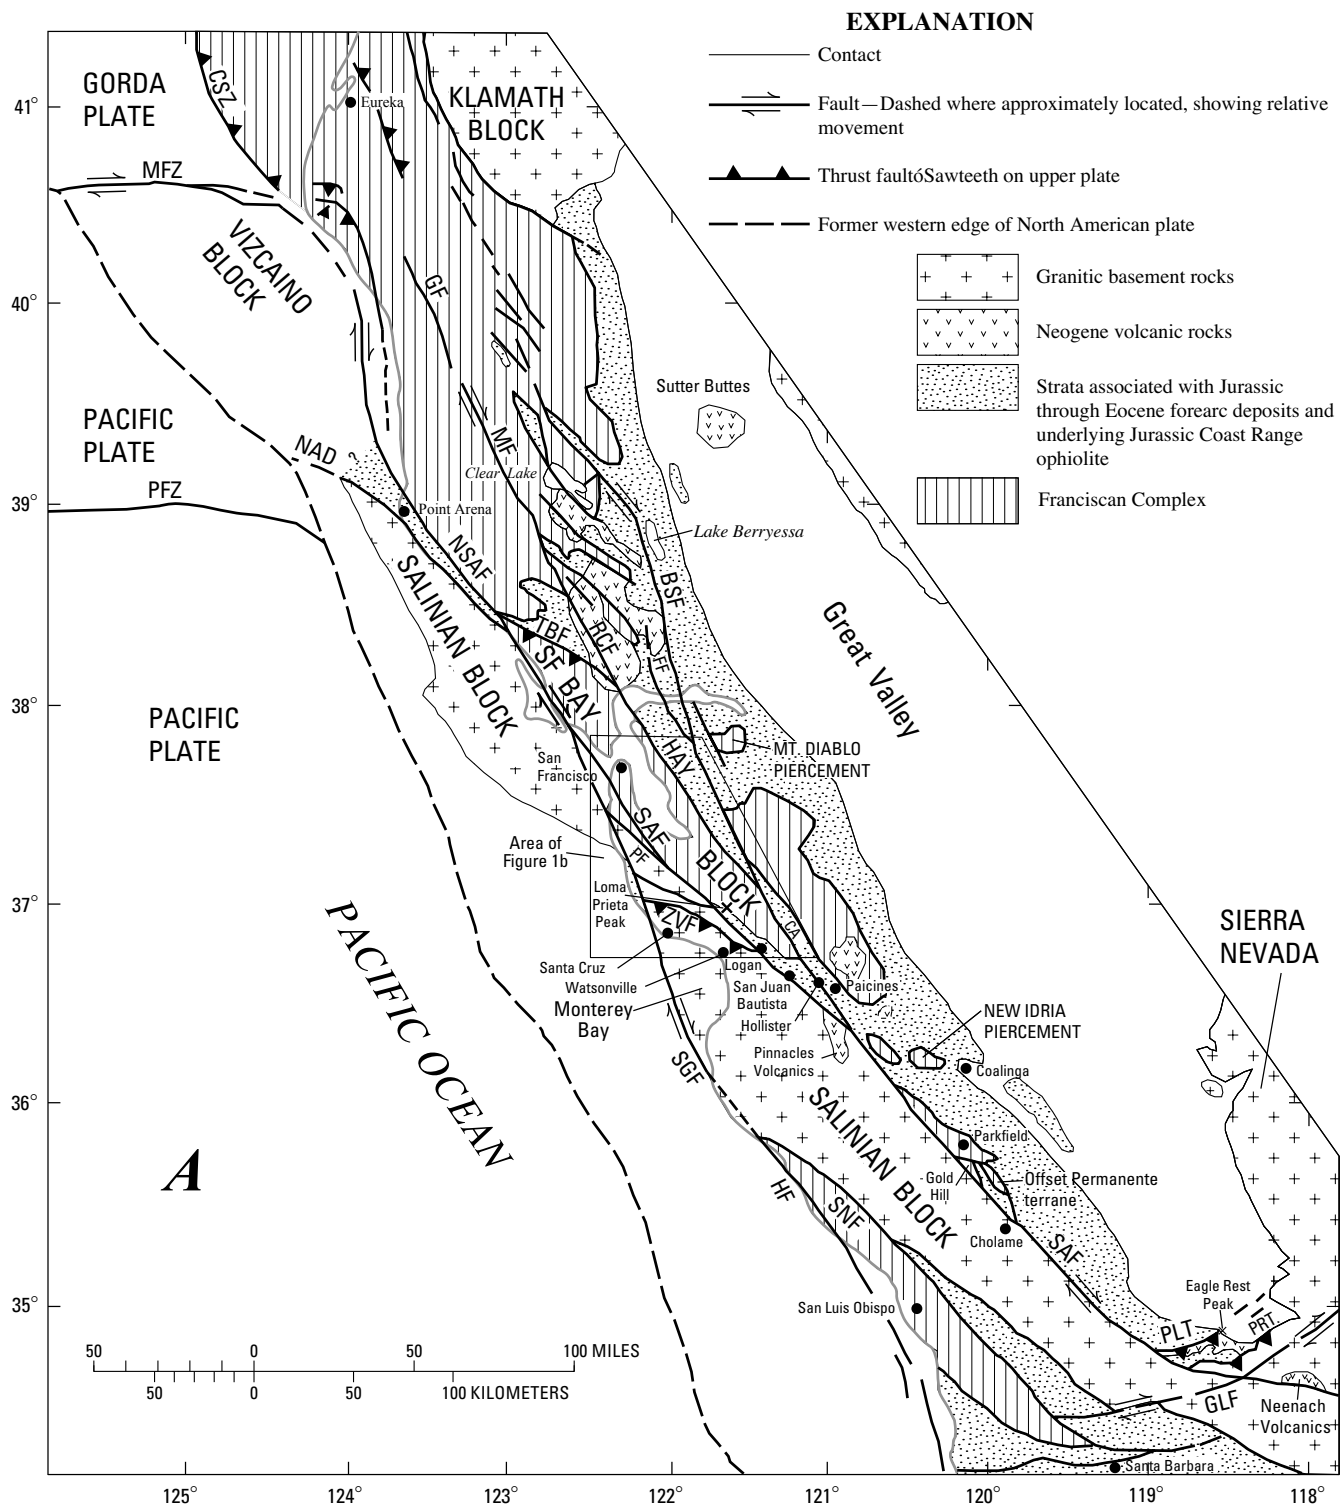 EXPLANATION
Contact
Fault—Dashed where approximately located, showing relative
movement
Thrust faultóSawteeth on upper plate
Former western edge of North American plate
Granitic basement rocks
Neogene volcanic rocks
Strata associated with Jurassic
through Eocene forearc deposits and
underlying Jurassic Coast Range
ophiolite
Franciscan Complex
GORDA
PLATE
CSZ
Eureka
KLAMATH
BLOCK
MFZ
VIZCAINO
BLOCK
GF
Sutter Buttes
PACIFIC
PLATE
NAD
?
MF
Clear Lake
PFZ
Point Arena
Lake Berryessa
NSAF
SALINIAN BLOCK
BSF
TBF
RCF
FF
SF BAY
BLOCK
Great Valley
PACIFIC
PLATE
HAY
MT. DIABLO
PIERCEMENT
San
Francisco
SAF
PF
Area of
Figure 1b
Loma
Prieta
Peak
ZVF
CA
SIERRA
NEVADA
PACIFIC OCEAN
Santa Cruz
Watsonville
Logan
San Juan
Bautista
Hollister
Paicines
Monterey
Bay
Pinnacles
Volcanics
NEW IDRIA
PIERCEMENT
SGF
Coalinga
SALINIAN BLOCK
Parkfield
Gold
Hill
Offset Permanente
terrane
A
HF
SNF
Cholame
SAF
San Luis Obispo
Eagle Rest
Peak
PLT
PRT
GLF
Neenach
Volcanics
Santa Barbara
50 0 50 100 MILES
50 0 50 100 KILOMETERS
41°
40°
39°
38°
37°
36°
35°
125° 124° 123° 122° 121° 120° 119° 118°